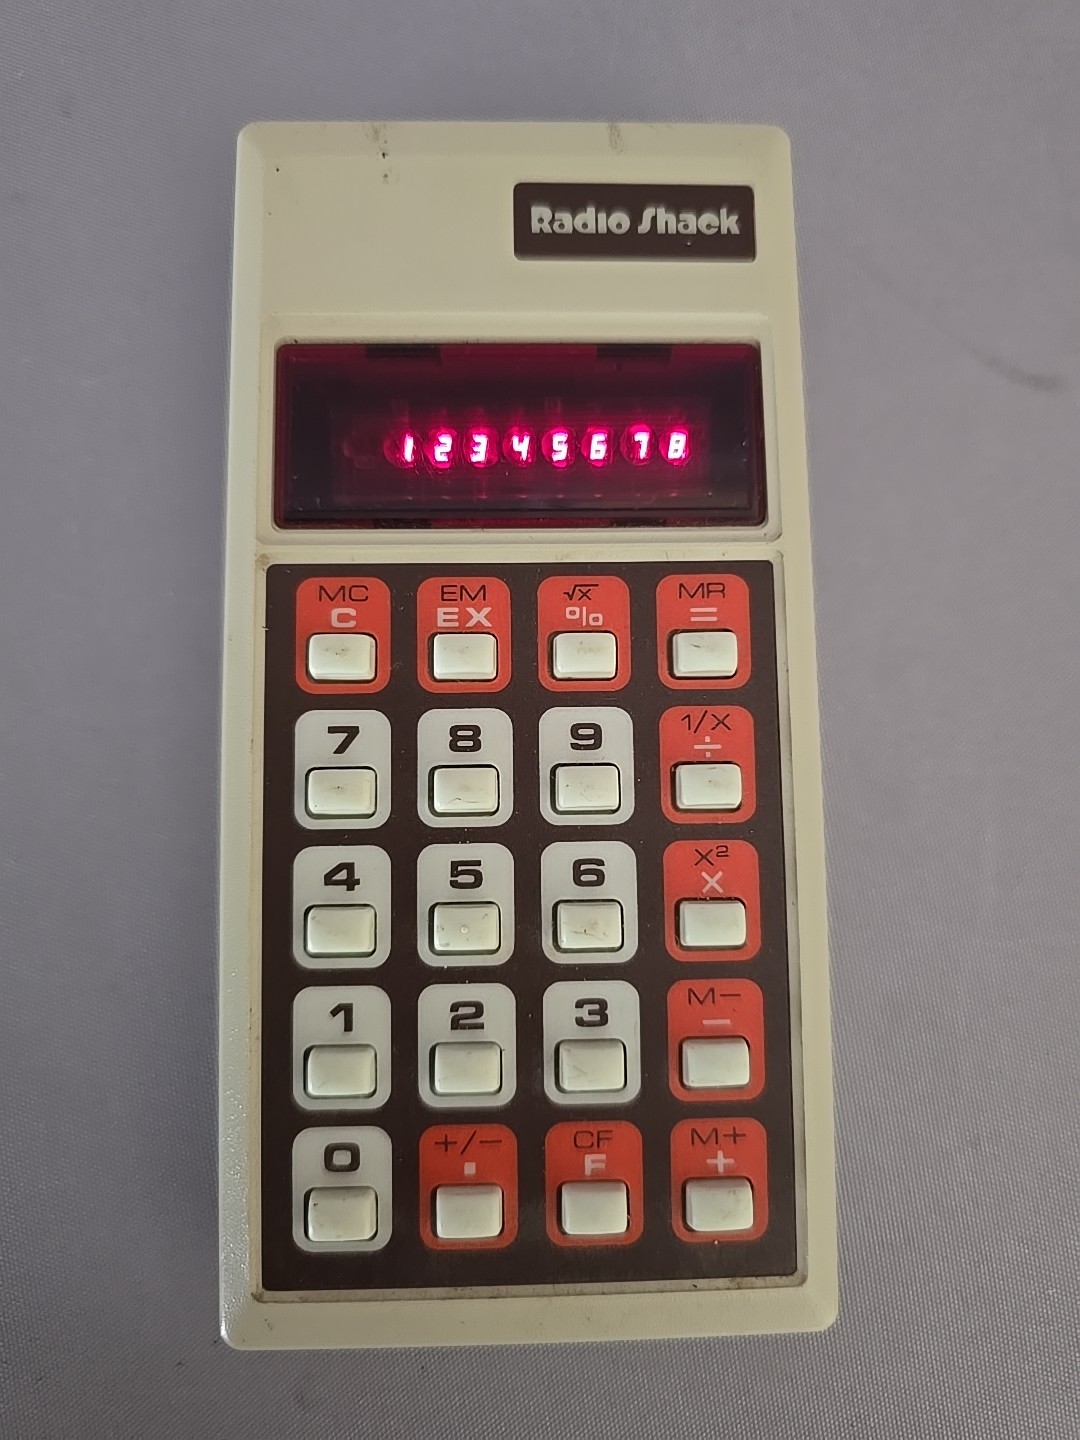 Radio Shack
12345678
MC EM √x MR
C EX % =
7 8 9 1/X
÷
4 5 6 X²
×
1 2 3 M−
−
0 +/− CF M+
. F +